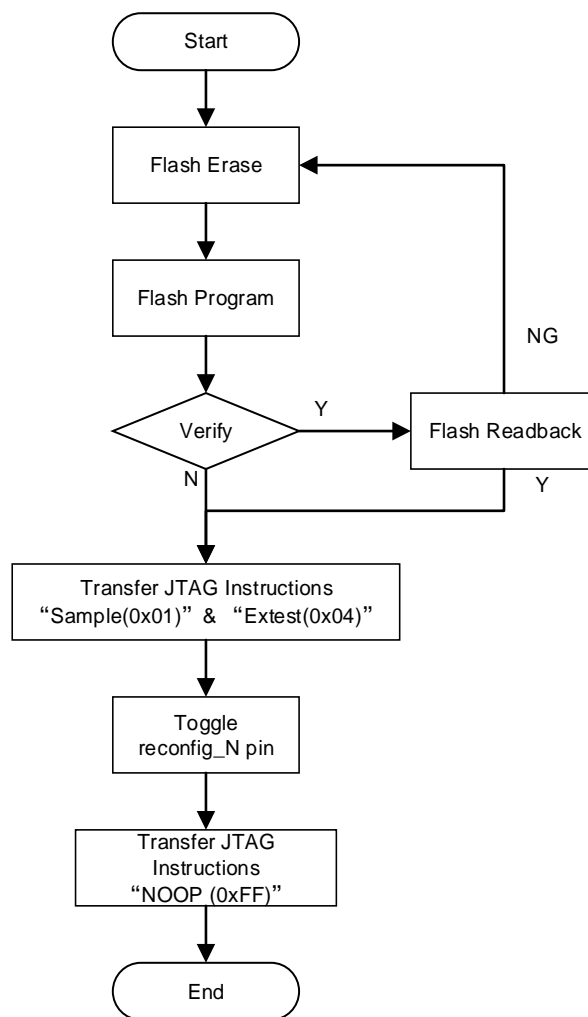 Start
Flash Erase
Flash Program
NG
Y
Verify
Flash Readback
N
Y
Transfer JTAG Instructions
“Sample(0x01)” & “Extest(0x04)”
Toggle
reconfig_N pin
Transfer JTAG
Instructions
“NOOP (0xFF)”
End